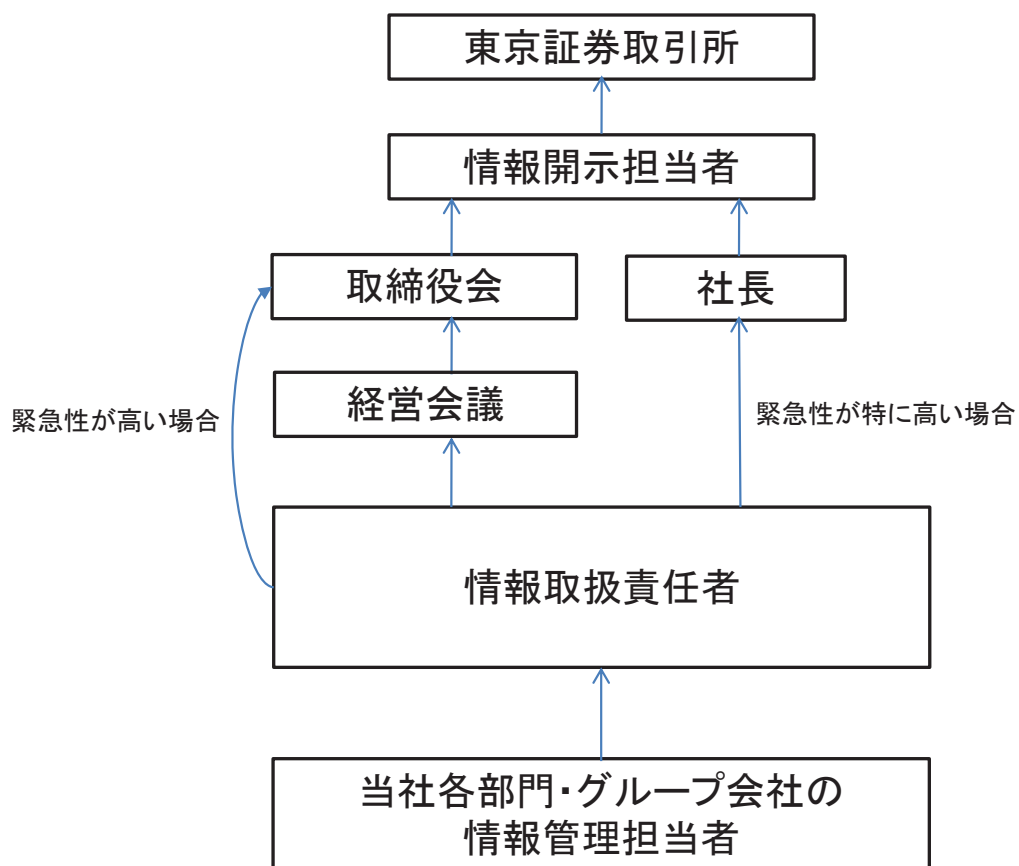 東京証券取引所
情報開示担当者
取締役会
社長
経営会議
緊急性が高い場合
緊急性が特に高い場合
情報取扱責任者
当社各部門・グループ会社の
情報管理担当者